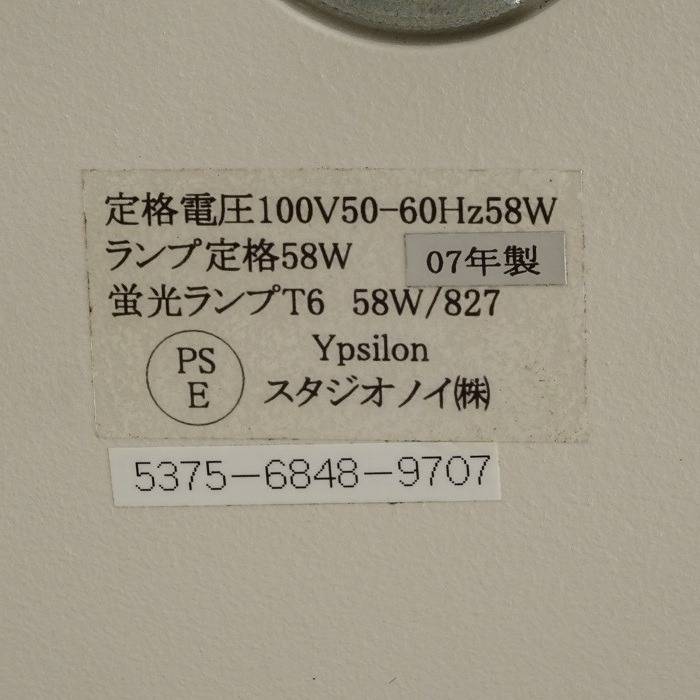 定格電圧100V50-60Hz58W
ランプ定格58W 07年製
蛍光ランプT6 58W/827
PS
E
Ypsilon
スタジオノイ㈱
5375-6848-9707